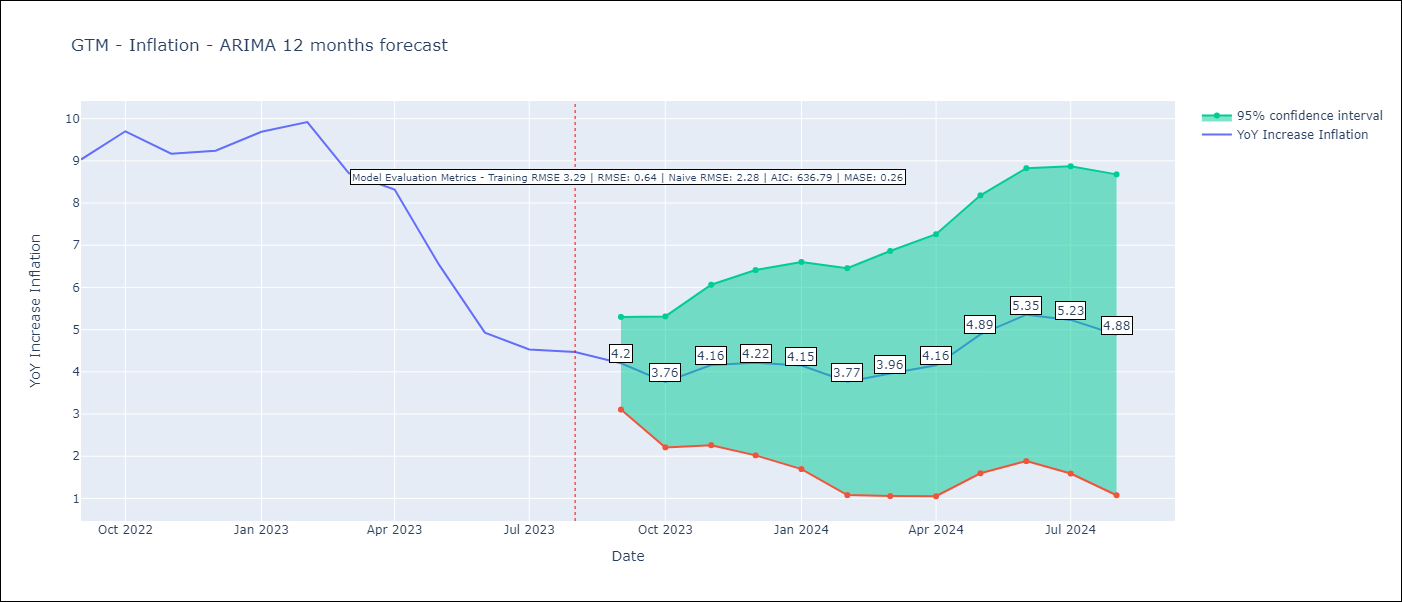 GTM - Inflation - ARIMA 12 months forecast
95% confidence interval
YoY Increase Inflation
Model Evaluation Metrics - Training RMSE 3.29 | RMSE: 0.64 | Naive RMSE: 2.28 | AIC: 636.79 | MASE: 0.26
YoY Increase Inflation
10
9
8
7
6
5
4
3
2
1
4.2
3.76
4.16
4.22
4.15
3.77
3.96
4.16
4.89
5.35
5.23
4.88
Oct 2022
Jan 2023
Apr 2023
Jul 2023
Oct 2023
Jan 2024
Apr 2024
Jul 2024
Date